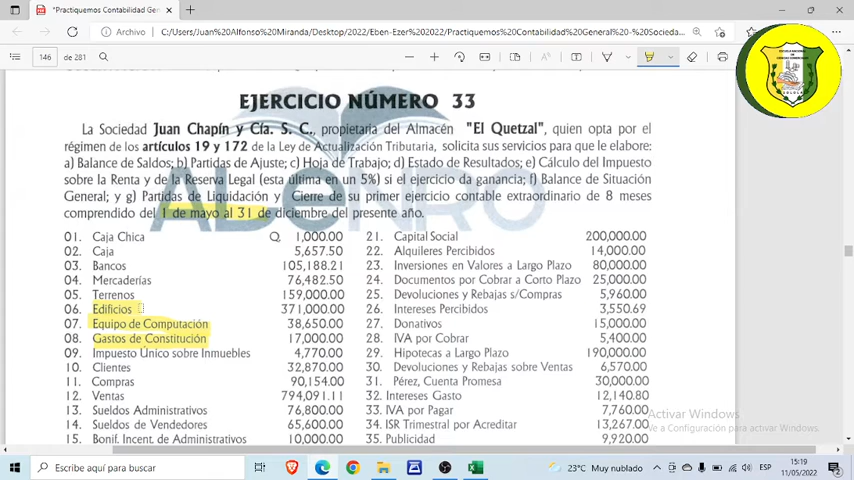 *Practiquemos Contabilidad Gen
Archivo
C:/Users/Juan%20Alfonso%20Miranda/Desktop/2022/Eben-Ezer%202022/Practiquemos%20Contabilidad%20General%20-%20Sociedа
146 de 281
EJERCICIO NÚMERO 33
La Sociedad Juan Chapín y Cía. S. C., propietaria del Almacén "El Quetzal", quien opta por el
régimen de los artículos 19 y 172 de la Ley de Actualización Tributaria, solicita sus servicios para que le elabore:
a) Balance de Saldos; b) Partidas de Ajuste; c) Hoja de Trabajo; d) Estado de Resultados; e) Cálculo del Impuesto
sobre la Renta y de la Reserva Legal (esta última en un 5%) si el ejercicio da ganancia; f) Balance de Situación
General; y g) Partidas de Liquidación y Cierre de su primer ejercicio contable extraordinario de 8 meses
comprendido del 1 de mayo al 31 de diciembre del presente año.
ALeNRO
01. Caja Chica Q. 1,000.00
02. Caja 5,657.50
03. Bancos 105,188.21
04. Mercaderías 76,482.50
05. Terrenos 159,000.00
06. Edificios 371,000.00
07. Equipo de Computación 38,650.00
08. Gastos de Constitución 17,000.00
09. Impuesto Único sobre Inmuebles 4,770.00
10. Clientes 32,870.00
11. Compras 90,154.00
12. Ventas 794,091.11
13. Sueldos Administrativos 76,800.00
14. Sueldos de Vendedores 65,600.00
15. Bonif. Incent. de Administrativos 10,000.00
21. Capital Social 200,000.00
22. Alquileres Percibidos 14,000.00
23. Inversiones en Valores a Largo Plazo 80,000.00
24. Documentos por Cobrar a Corto Plazo 25,000.00
25. Devoluciones y Rebajas s/Compras 5,960.00
26. Intereses Percibidos 3,550.69
27. Donativos 15,000.00
28. IVA por Cobrar 5,400.00
29. Hipotecas a Largo Plazo 190,000.00
30. Devoluciones y Rebajas sobre Ventas 6,570.00
31. Pérez, Cuenta Promesa 30,000.00
32. Intereses Gasto 12,140.80
33. IVA por Pagar 7,760.00
34. ISR Trimestral por Acreditar 13,267.00
35. Publicidad 9,920.00
Activar Windows
Ve a Configuración para activar Windows.
Escribe aquí para buscar
23°C Muy nublado
ESP
15:19
11/05/2022
2